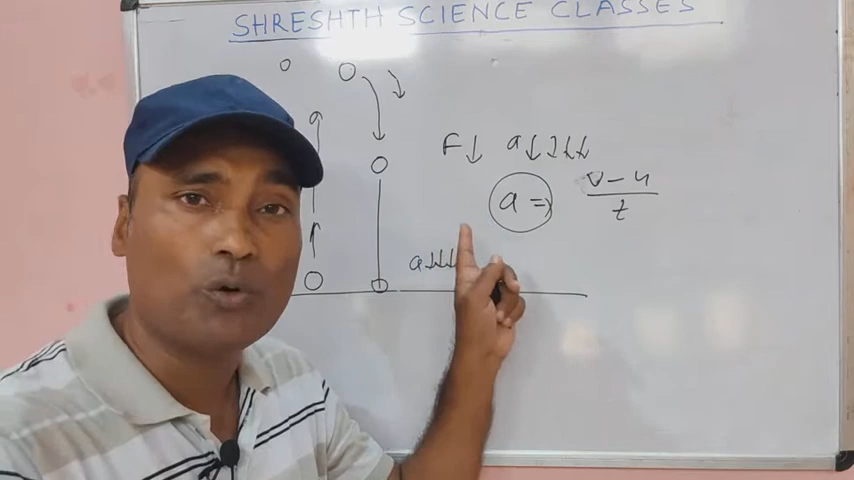 SHRESHTH SCIENCE CLASSES
F↓ a↓↓↓↓
a ⇒ v-u
t
a↓↓↓